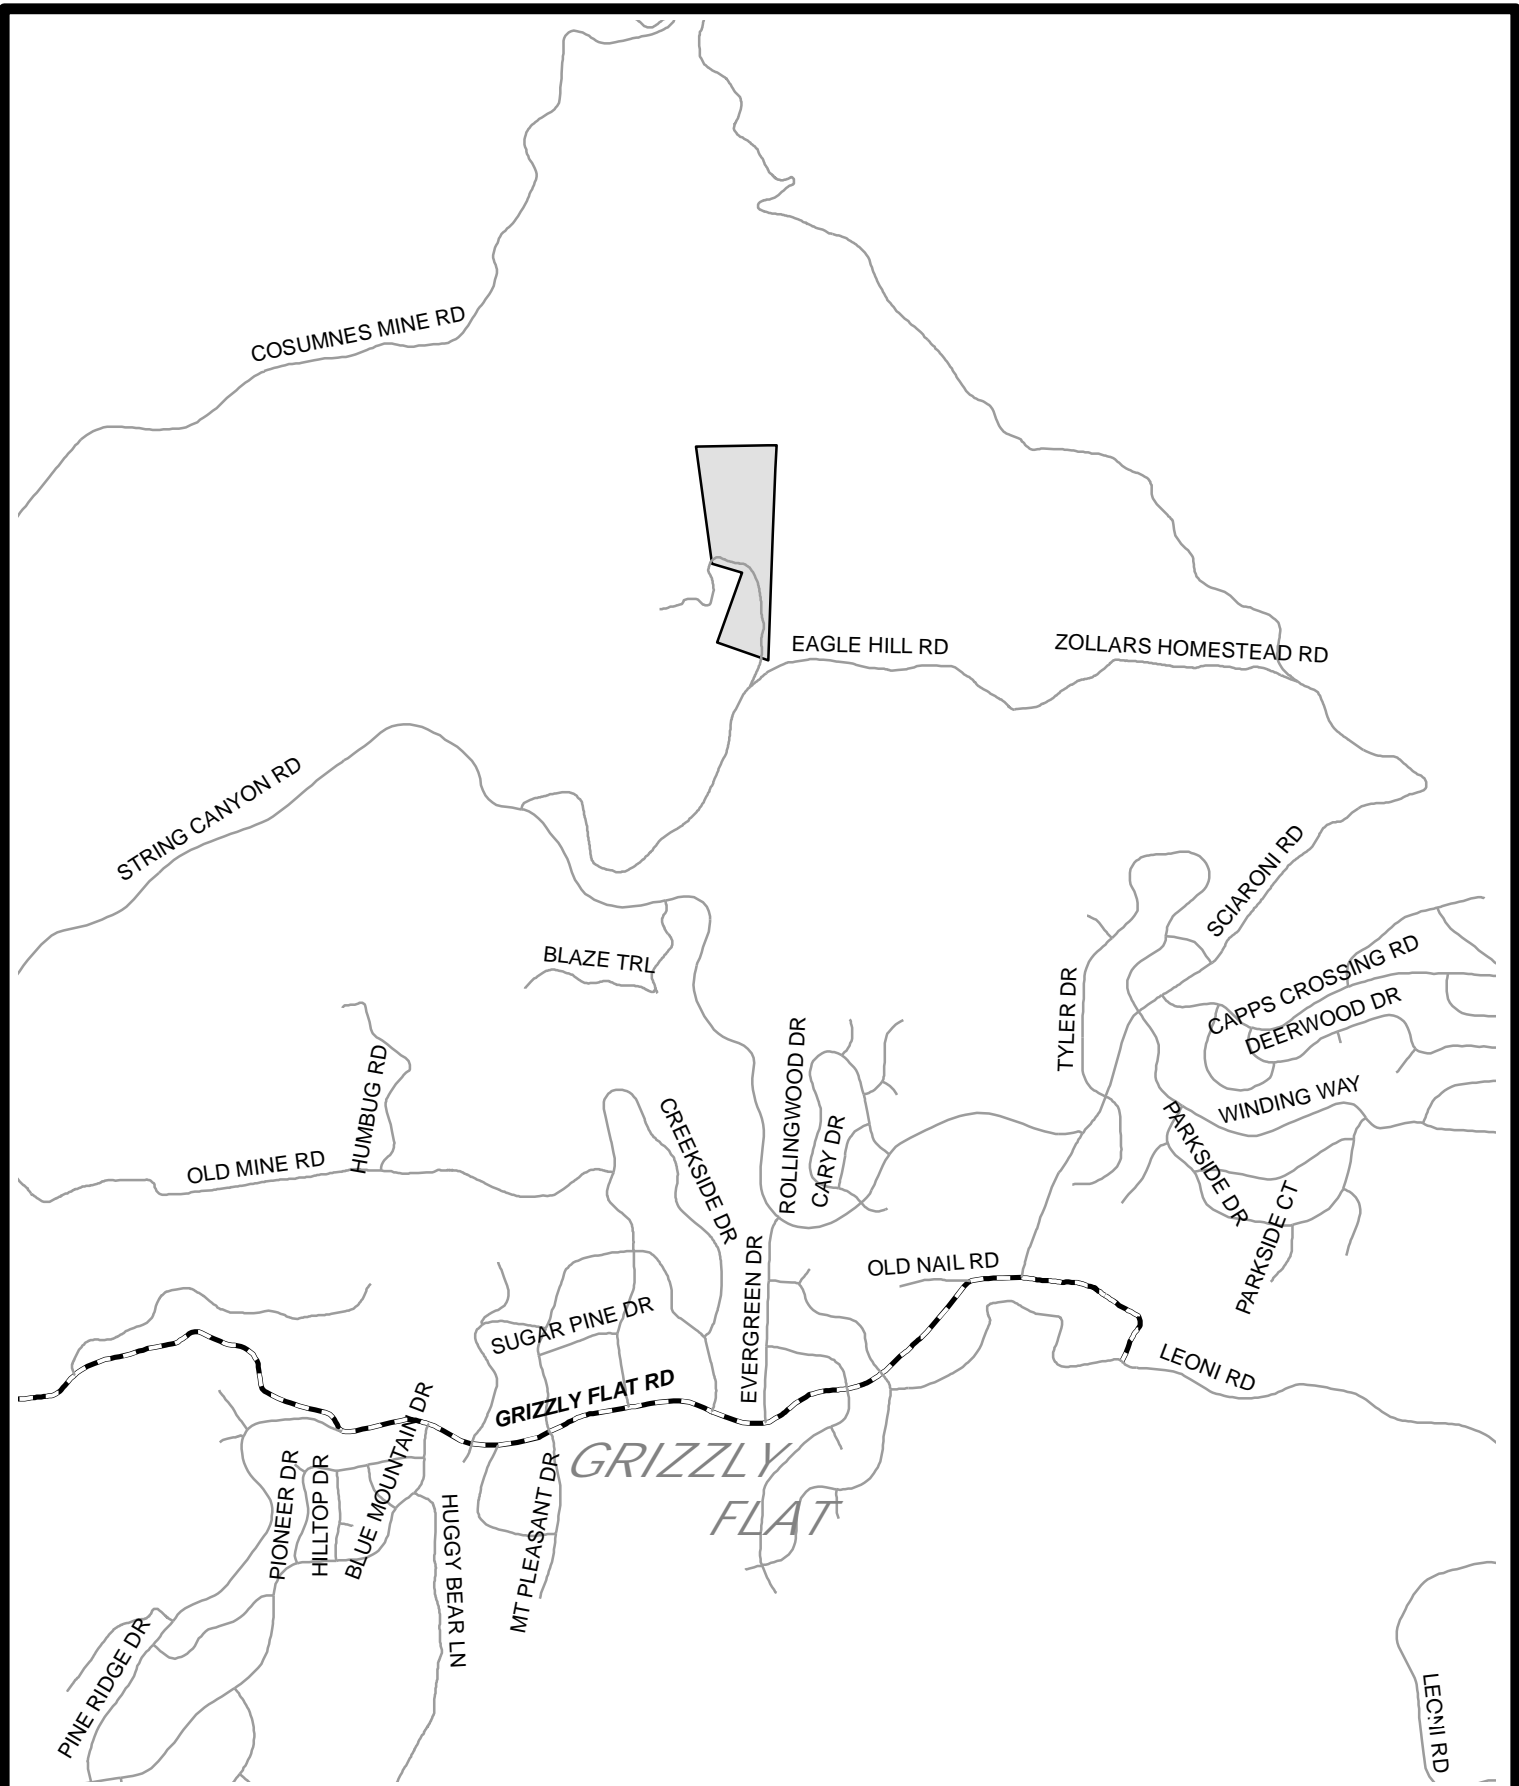 COSUMNES MINE RD
EAGLE HILL RD
ZOLLARS HOMESTEAD RD
STRING CANYON RD
SCIARONI RD
BLAZE TRL
CAPPS CROSSING RD
DEERWOOD DR
TYLER DR
ROLLINGWOOD DR
HUMBUG RD
WINDING WAY
CREEKSIDE DR
CARY DR
PARKSIDE DR
OLD MINE RD
PARKSIDE CT
EVERGREEN DR
OLD NAIL RD
SUGAR PINE DR
LEONI RD
GRIZZLY FLAT RD
BLUE MOUNTAIN DR
GRIZZLY
FLAT
PIONEER DR
HILLTOP DR
HUGGY BEAR LN
MT PLEASANT DR
PINE RIDGE DR
LEONI RD